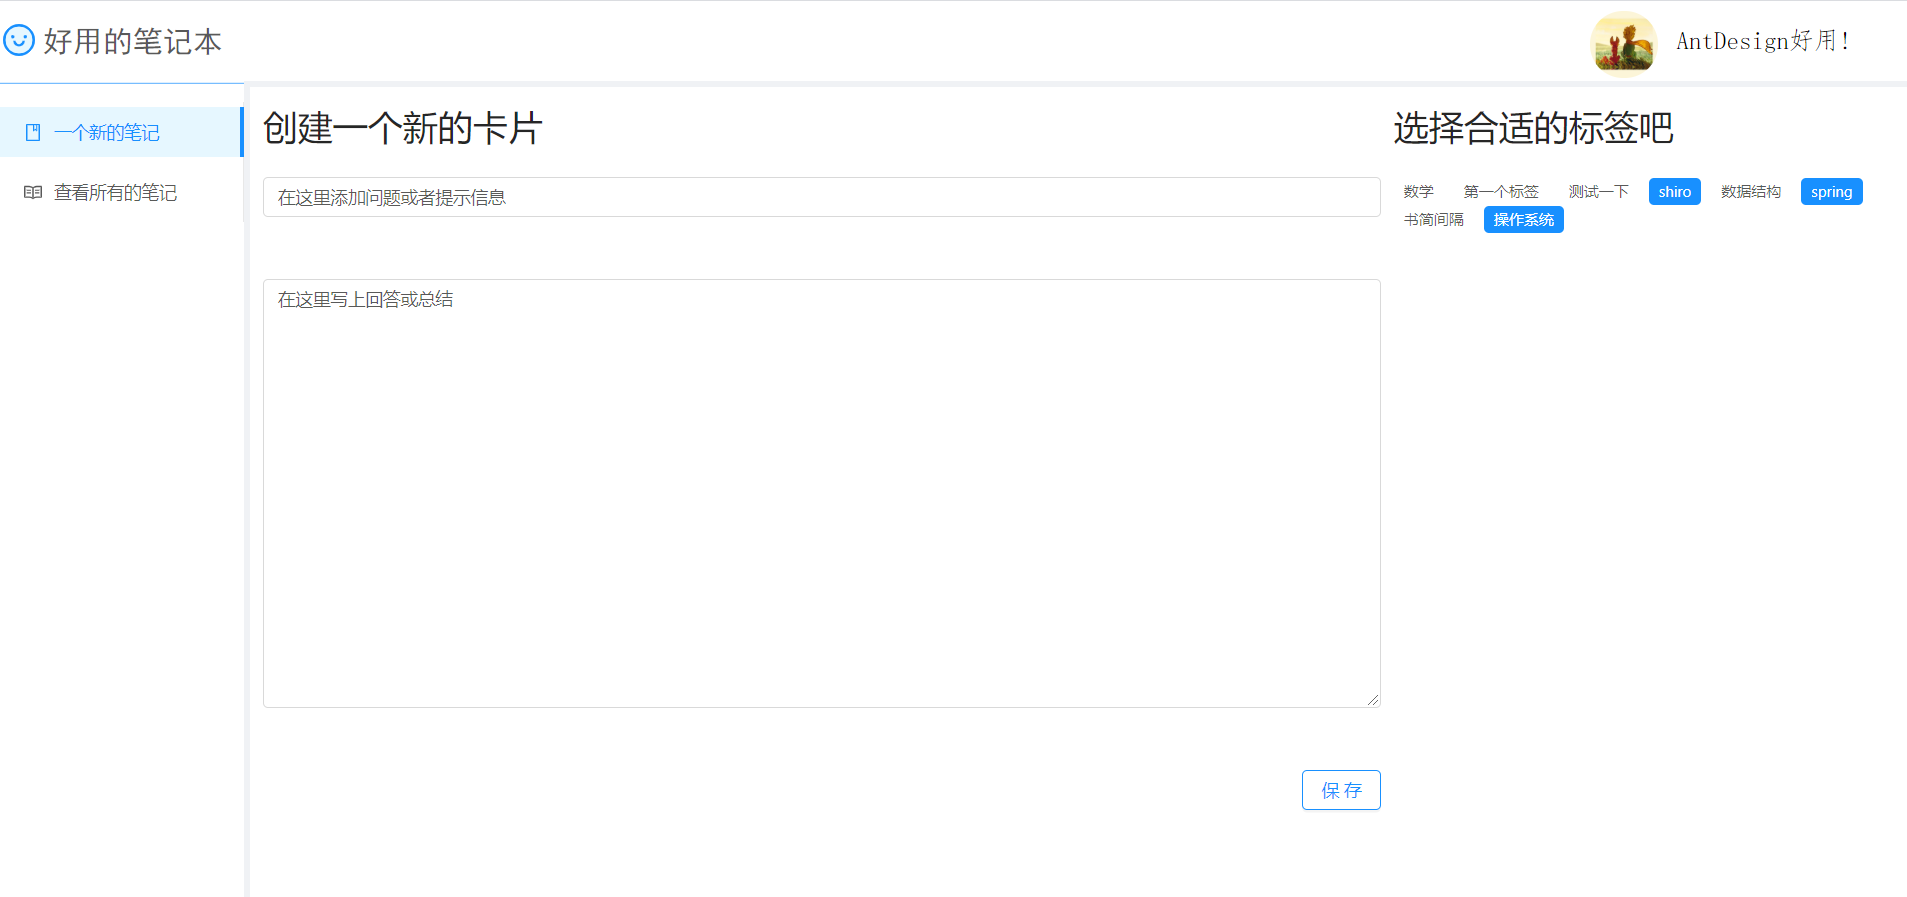 好用的笔记本
AntDesign好用!
一个新的笔记
查看所有的笔记
创建一个新的卡片
在这里添加问题或者提示信息
在这里写上回答或总结
保 存
选择合适的标签吧
数学 第一个标签 测试一下 shiro 数据结构 spring
书简间隔 操作系统